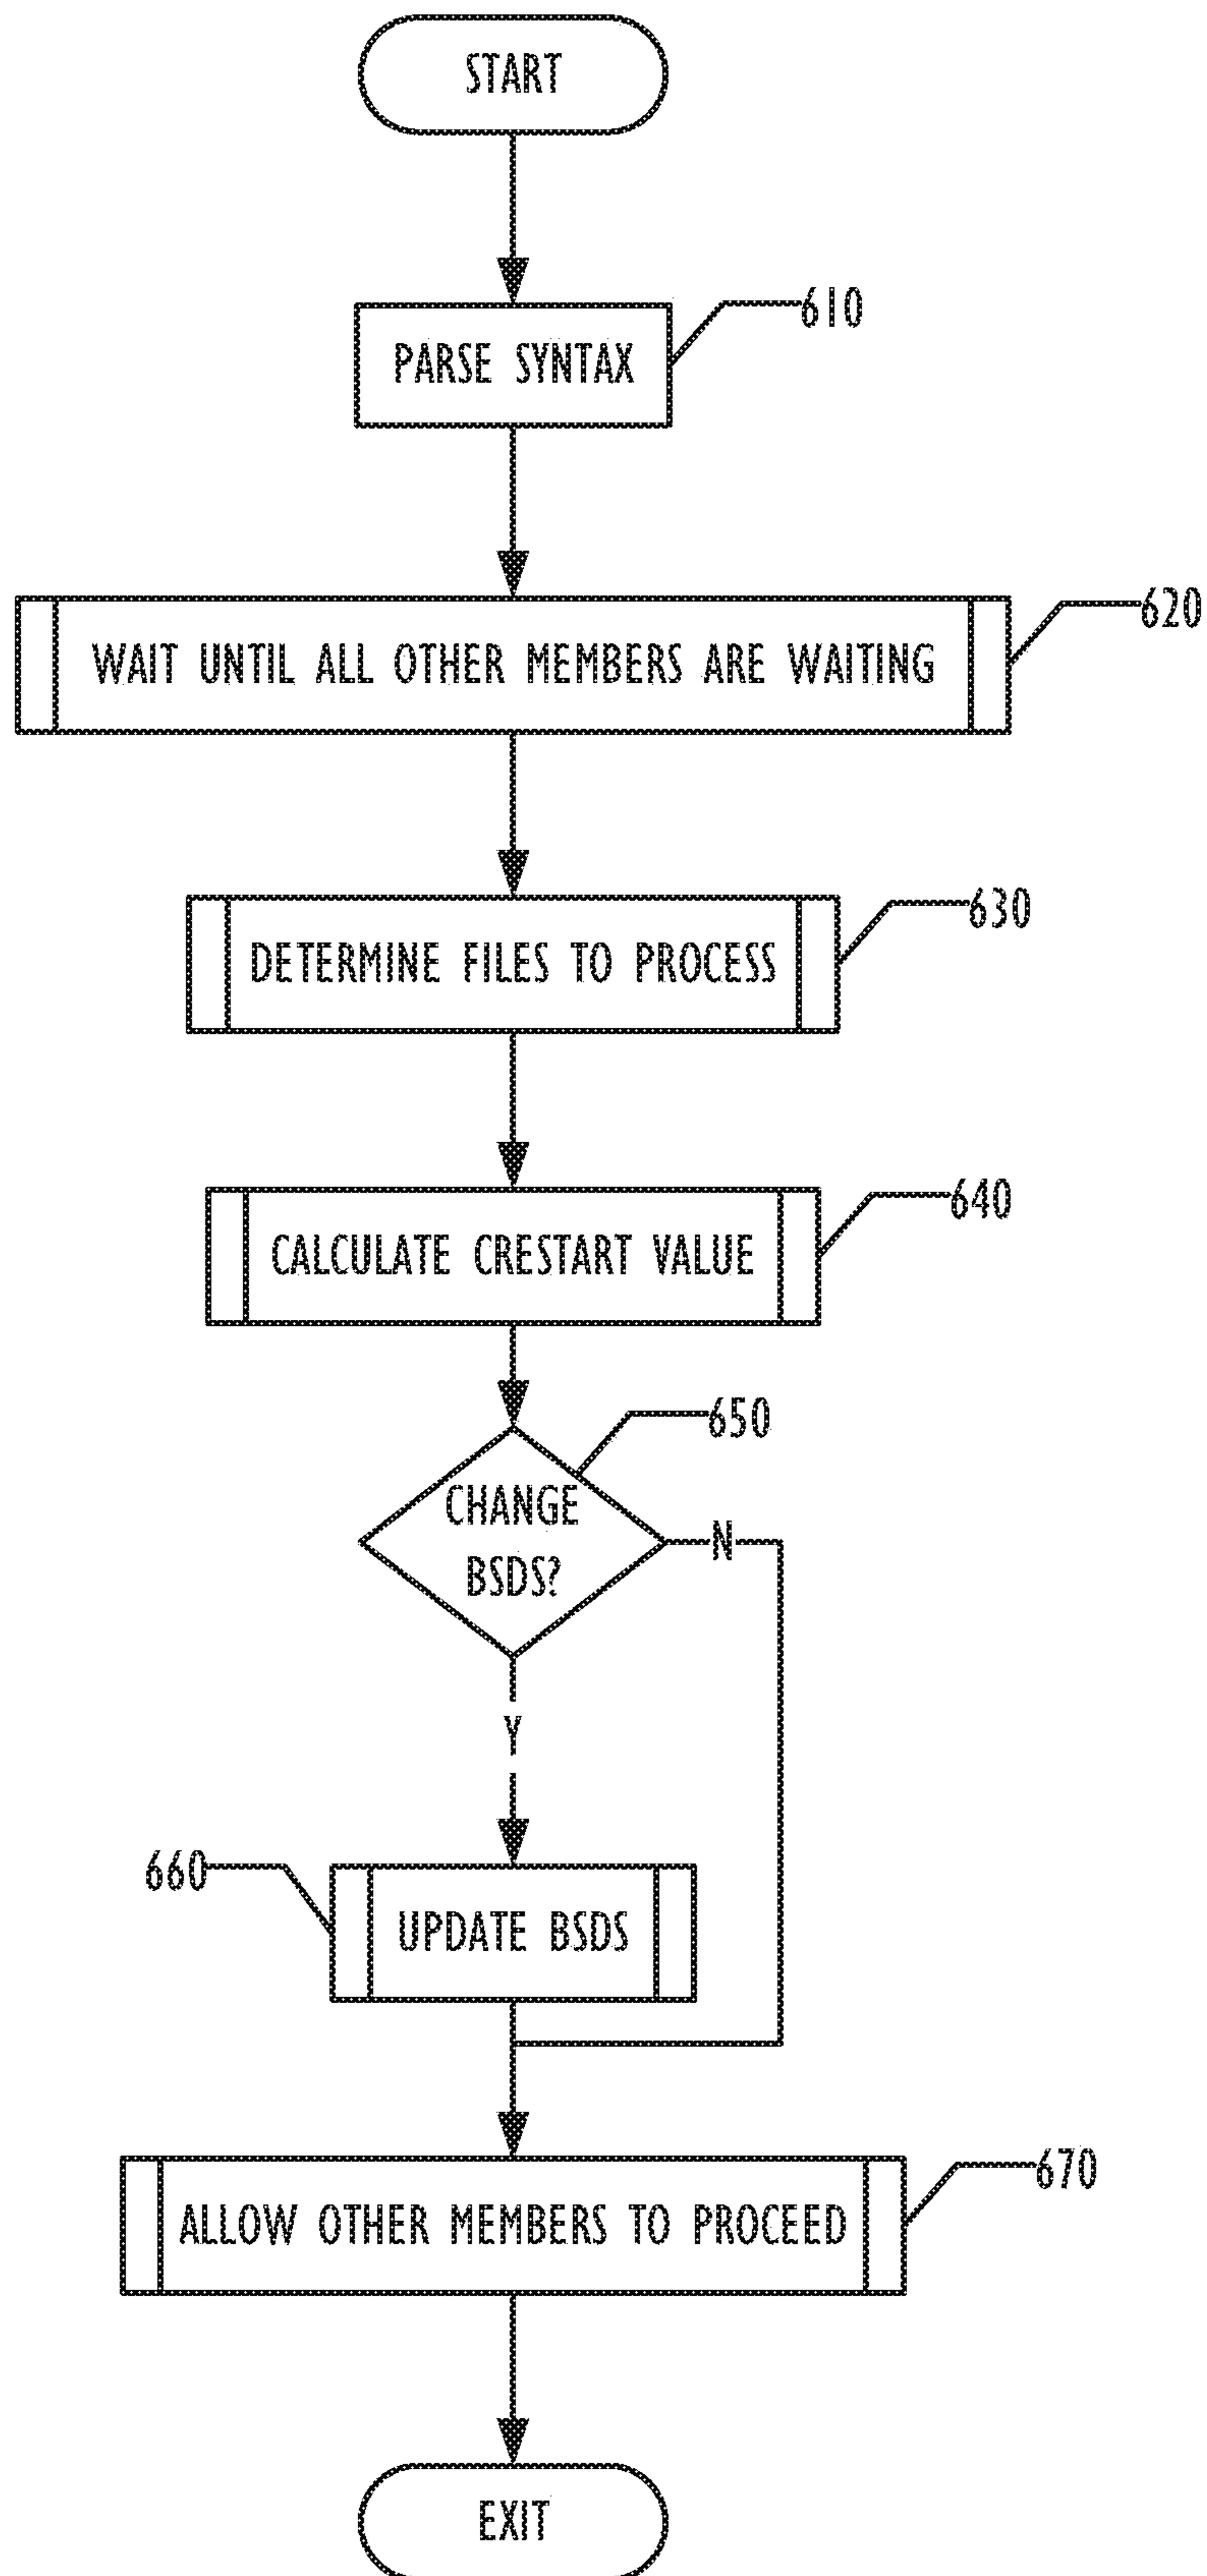 START
610
PARSE SYNTAX
620
WAIT UNTIL ALL OTHER MEMBERS ARE WAITING
630
DETERMINE FILES TO PROCESS
640
CALCULATE CRESTART VALUE
650
CHANGE
BSDS?
N
Y
660
UPDATE BSDS
670
ALLOW OTHER MEMBERS TO PROCEED
EXIT